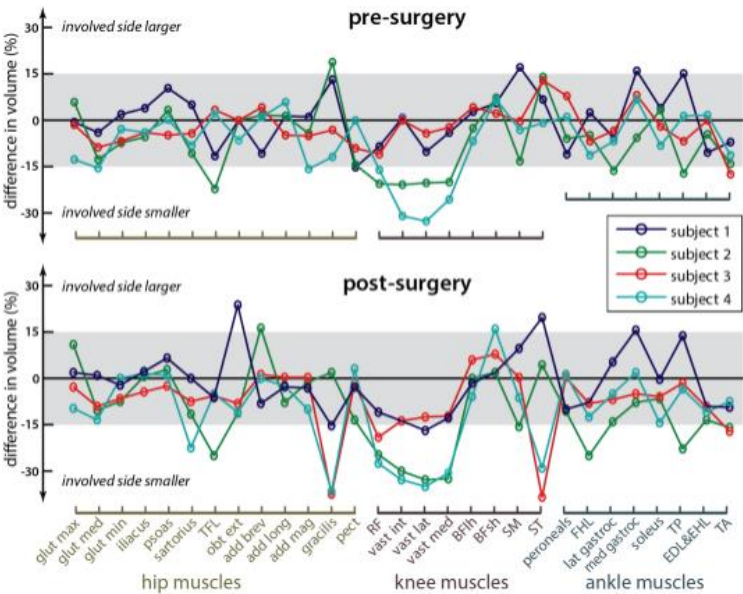 pre-surgery
difference in volume (%)
30
15
0
-15
-30
involved side larger
involved side smaller
subject 1
subject 2
subject 3
subject 4
post-surgery
difference in volume (%)
30
15
0
-15
-30
involved side larger
involved side smaller
glut max
glut med
glut min
iliacus
psoas
sartorius
TFL
obt ext
add brev
add long
add mag
gracilis
pect
RF
vast int
vast lat
vast med
BFlh
BFsh
SM
ST
peroneals
FHL
lat gastroc
med gastroc
soleus
TP
EDL&EHL
TA
hip muscles
knee muscles
ankle muscles